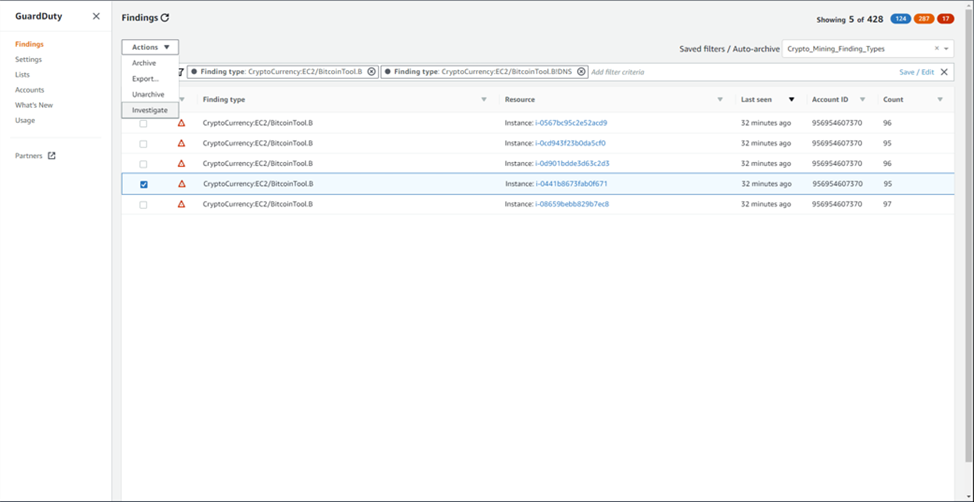 GuardDuty
Findings
Settings
Lists
Accounts
What's New
Usage
Partners
Findings
Showing 5 of 428 124 287 17
Actions
Saved filters / Auto-archive Crypto_Mining_Finding_Types
Archive
Export...
Unarchive
Investigate
Finding type: CryptoCurrency:EC2/BitcoinTool.B Finding type: CryptoCurrency:EC2/BitcoinTool.B!DNS Add filter criteria Save / Edit
Finding type Resource Last seen Account ID Count
CryptoCurrency:EC2/BitcoinTool.B Instance: i-0567bc95c2e52acd9 32 minutes ago 956954607370 96
CryptoCurrency:EC2/BitcoinTool.B Instance: i-0cd943f23b0da5cf0 32 minutes ago 956954607370 95
CryptoCurrency:EC2/BitcoinTool.B Instance: i-0d901bdde3d63c2d3 32 minutes ago 956954607370 96
CryptoCurrency:EC2/BitcoinTool.B Instance: i-0441b8673fab0f671 32 minutes ago 956954607370 95
CryptoCurrency:EC2/BitcoinTool.B Instance: i-08659bebb829b7ec8 32 minutes ago 956954607370 97